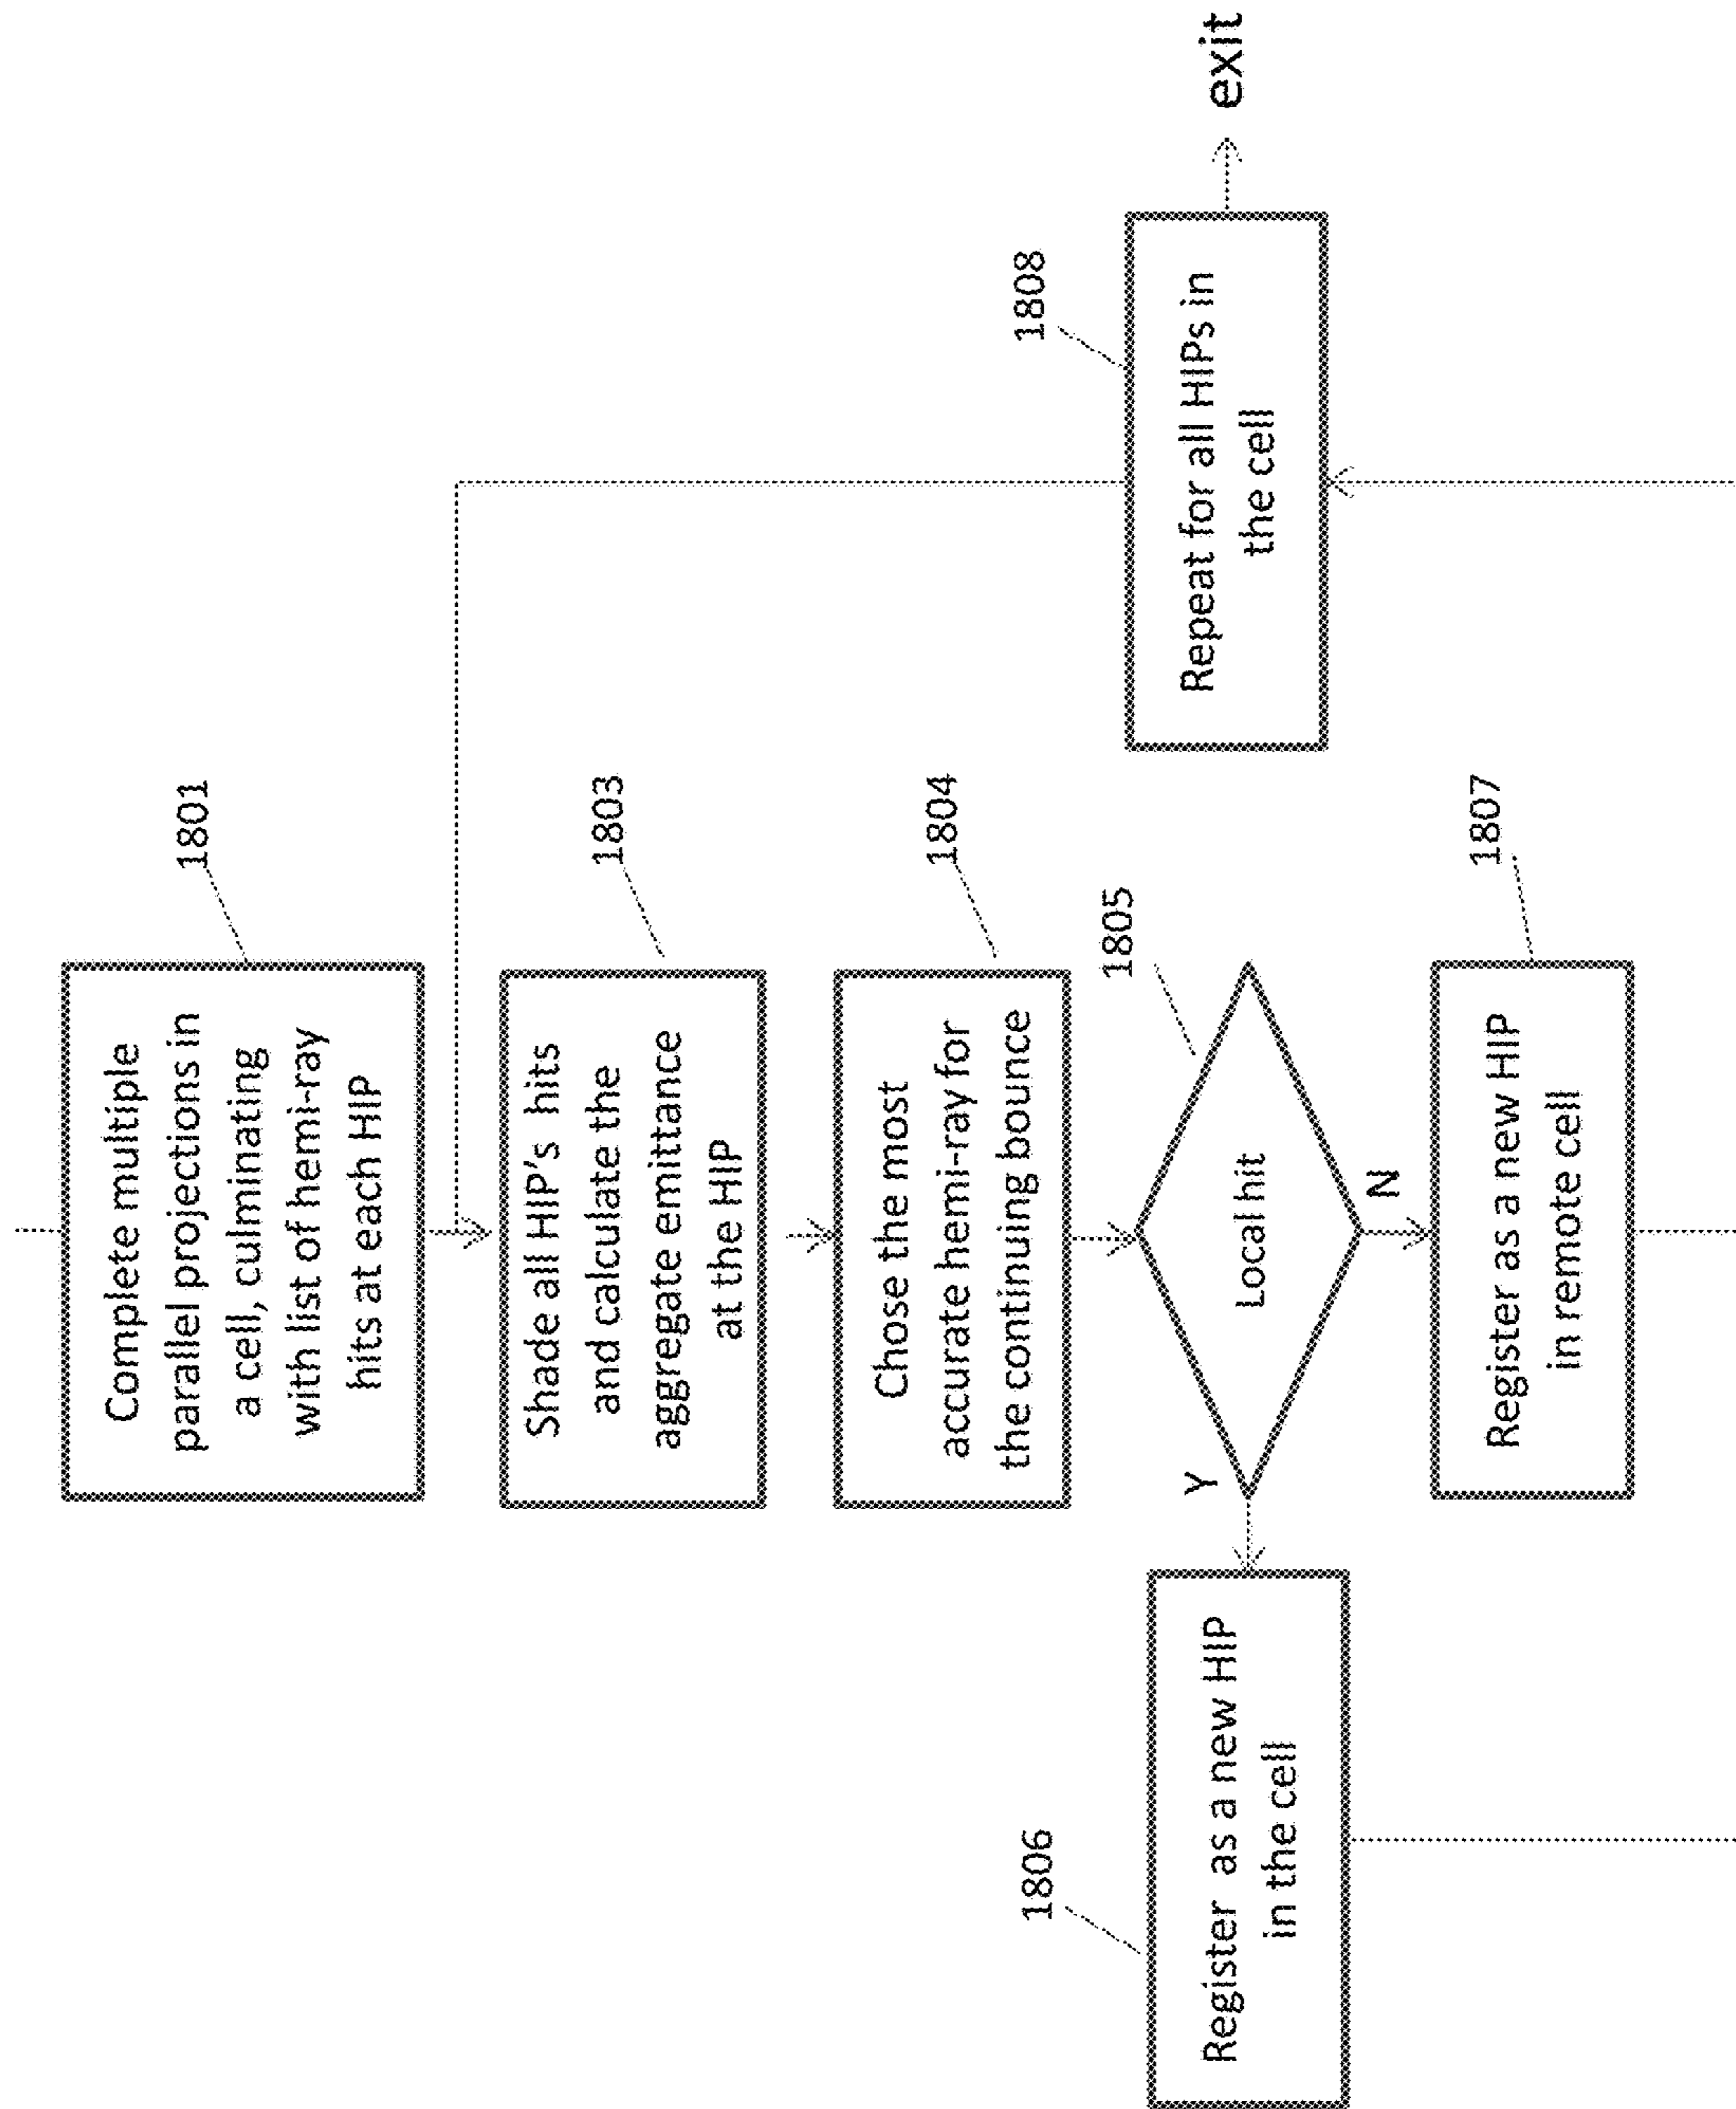 Complete multiple
parallel projections in
a cell, culminating
with list of hemi-ray
hits at each HIP
1801
Shade all HIP's hits
and calculate the
aggregate emittance
at the HIP
1803
Chose the most
accurate hemi-ray for
the continuing bounce
1804
Local hit
1805
Y
N
Register as a new HIP
in the cell
1806
Register as a new HIP
in remote cell
1807
Repeat for all HIPs in
the cell
1808
exit